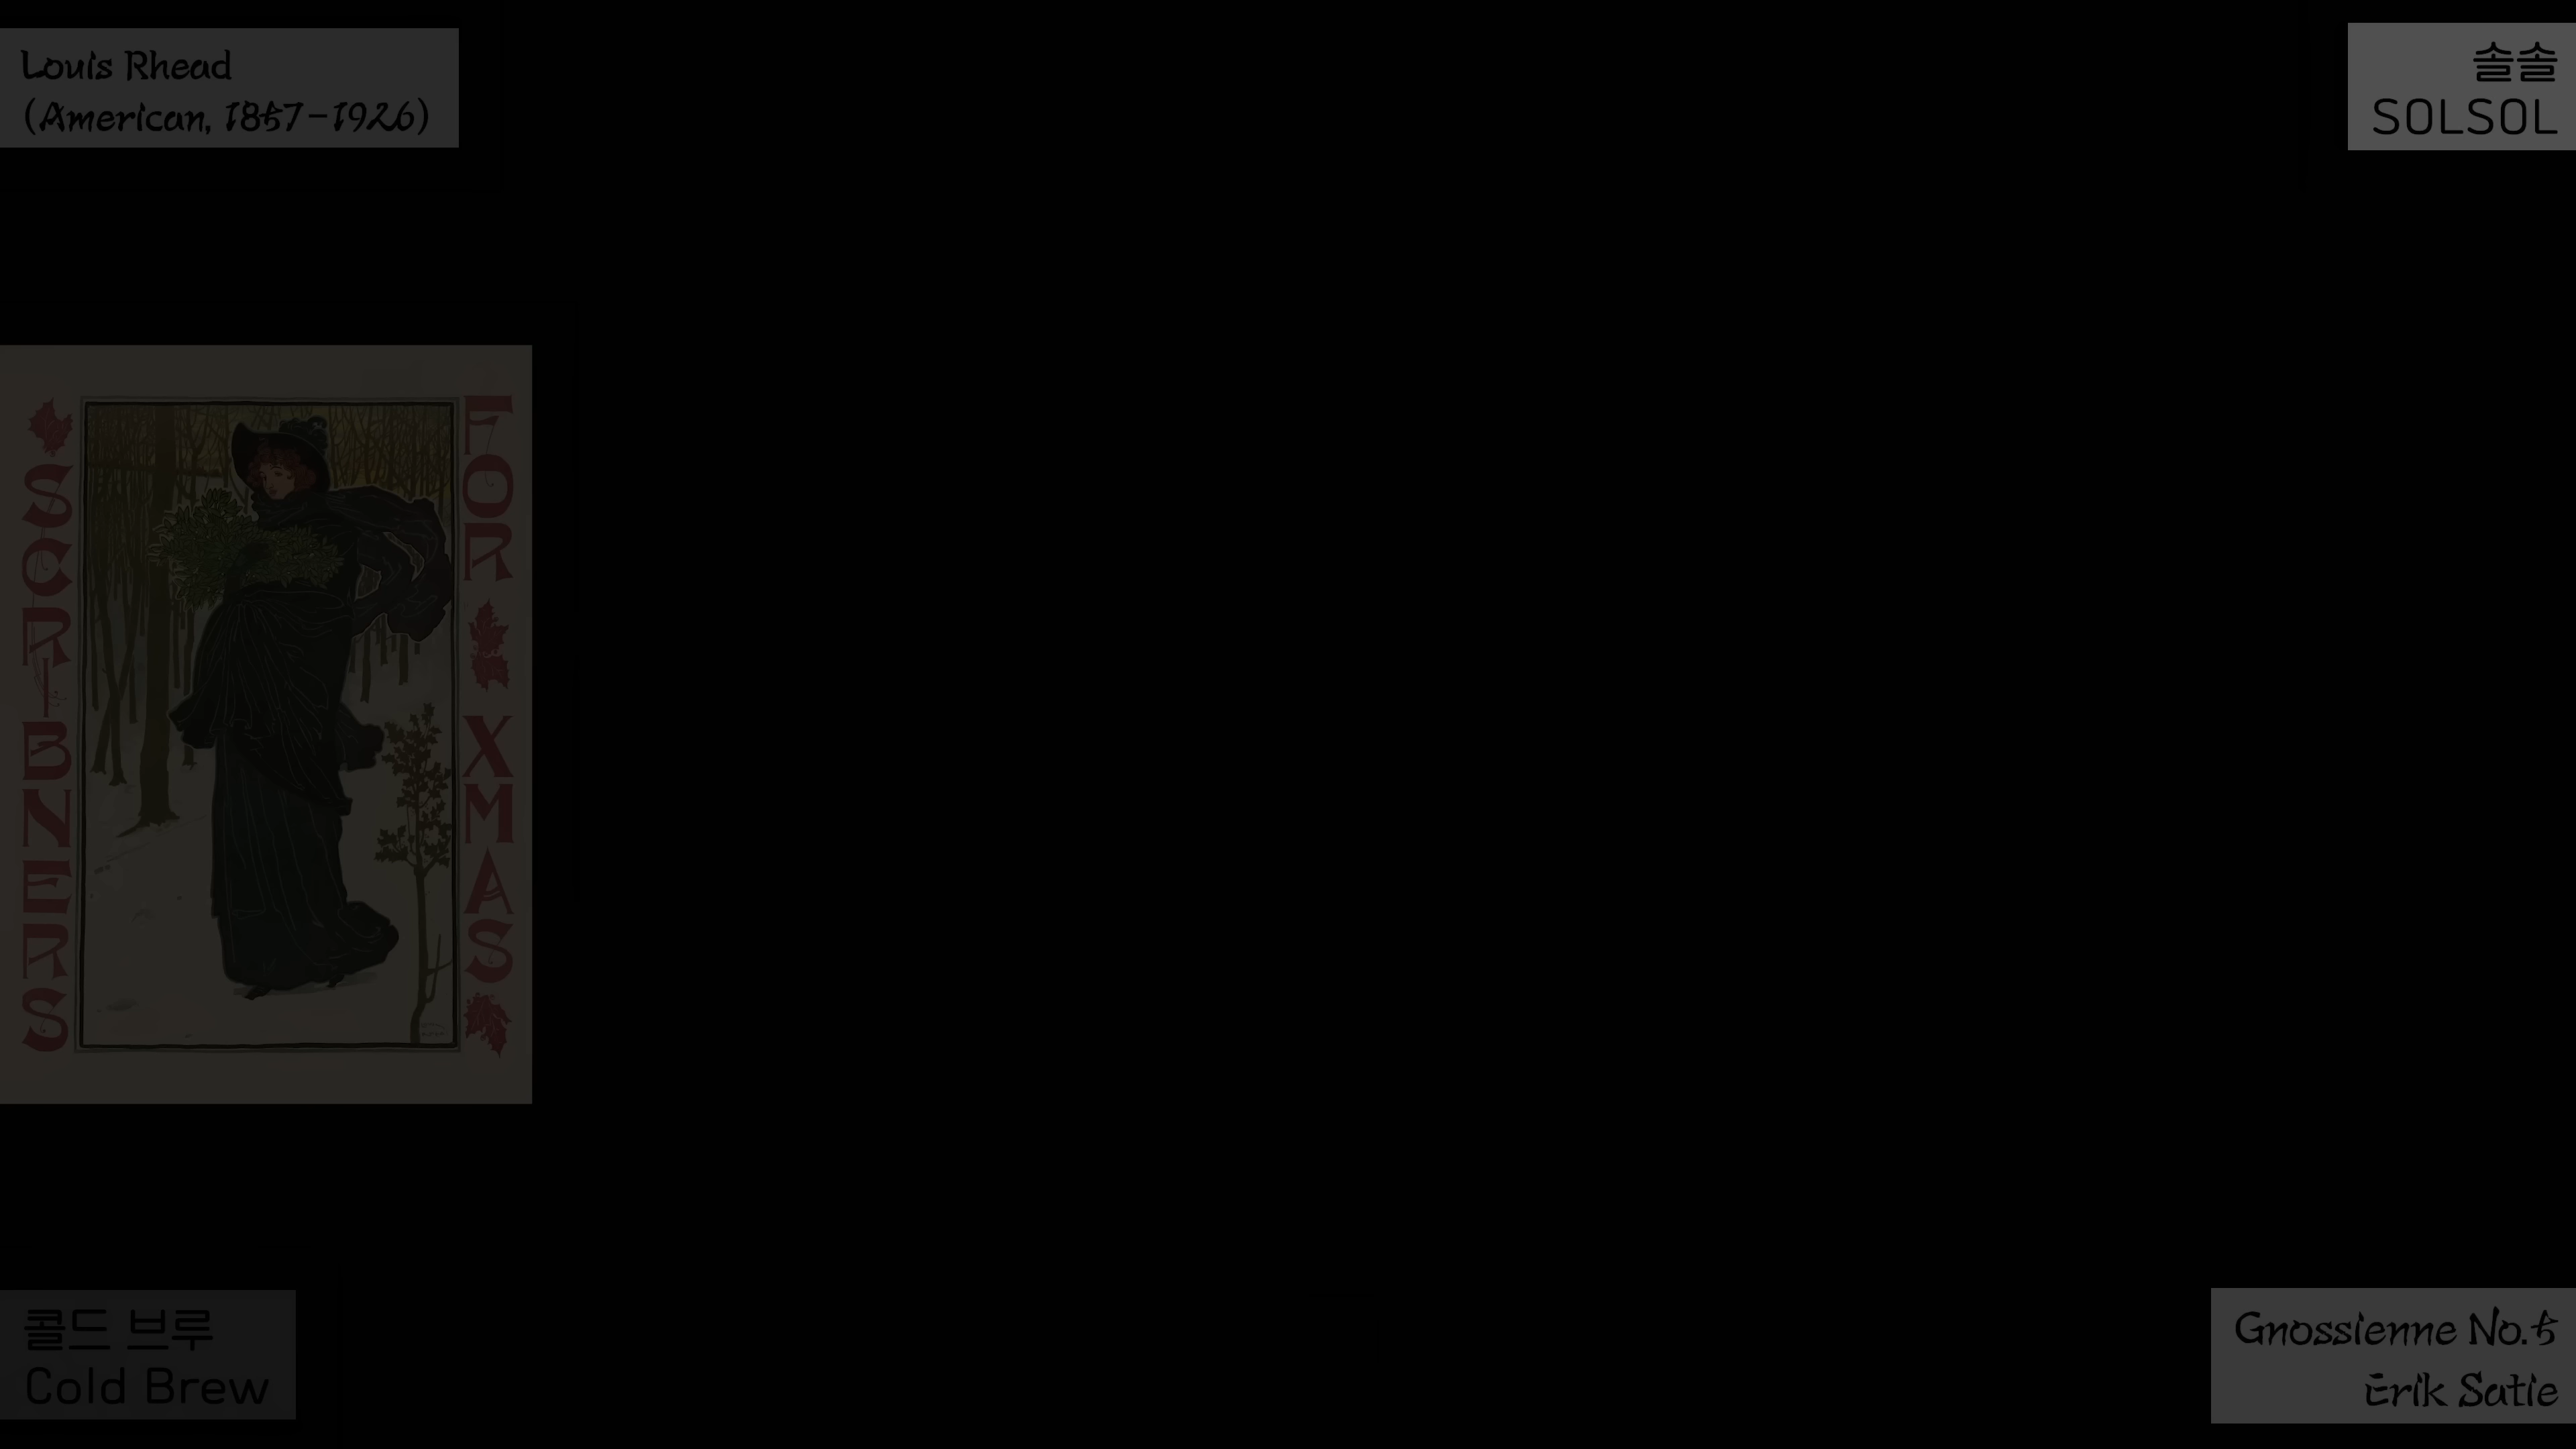 Louis Rhead
(American, 1857-1926)
솔솔
SOLSOL
SCRIBNERS
FOR XMAS
콜드 브루
Cold Brew
Gnossienne No.5
Erik Satie